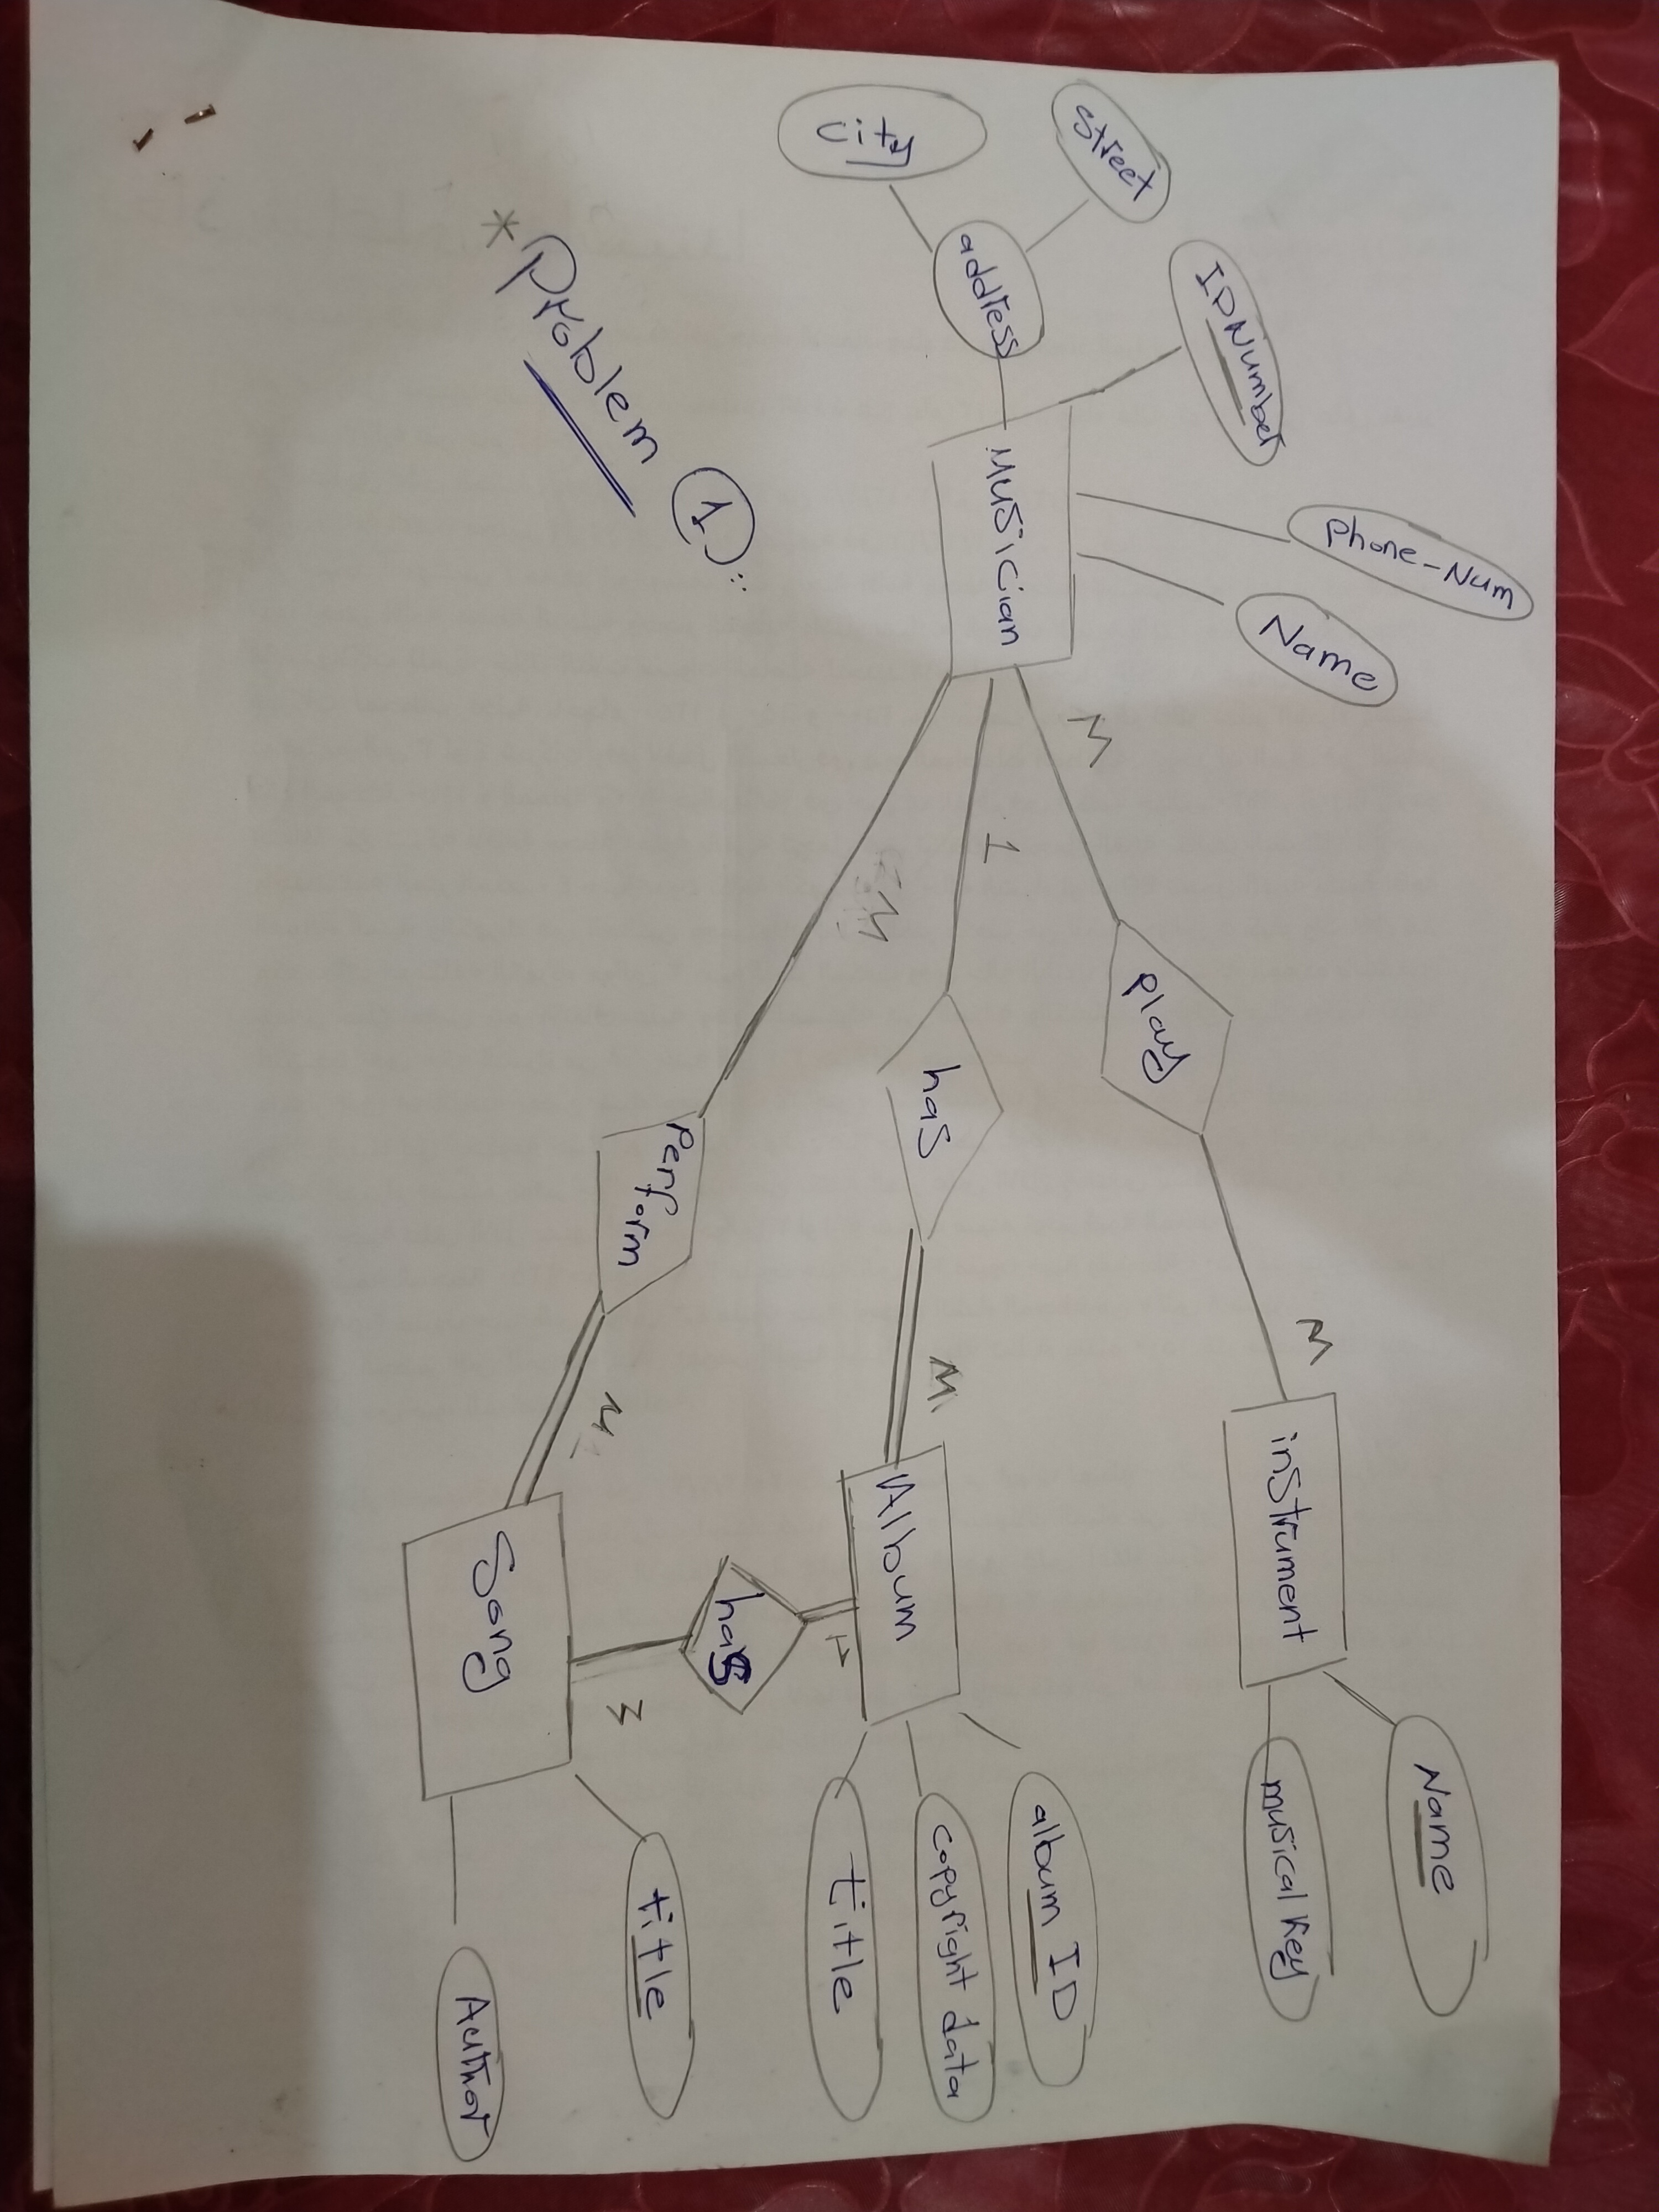 * Problem 1:
City
Street
address
IDNumber
Phone-Num
Name
MUSician
M
1
M
Play
has
Perform
M
M
M
inStrument
Name
musical Key
Album
album ID
copyright data
title
1
has
M
Song
title
Author